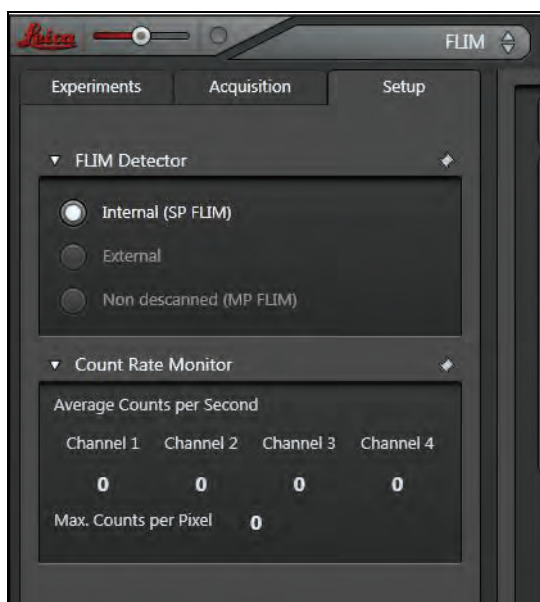 Leica FLIM
Experiments Acquisition Setup
FLIM Detector
Internal (SP FLIM)
External
Non descanned (MP FLIM)
Count Rate Monitor
Average Counts per Second
Channel 1 Channel 2 Channel 3 Channel 4
0 0 0 0
Max. Counts per Pixel 0